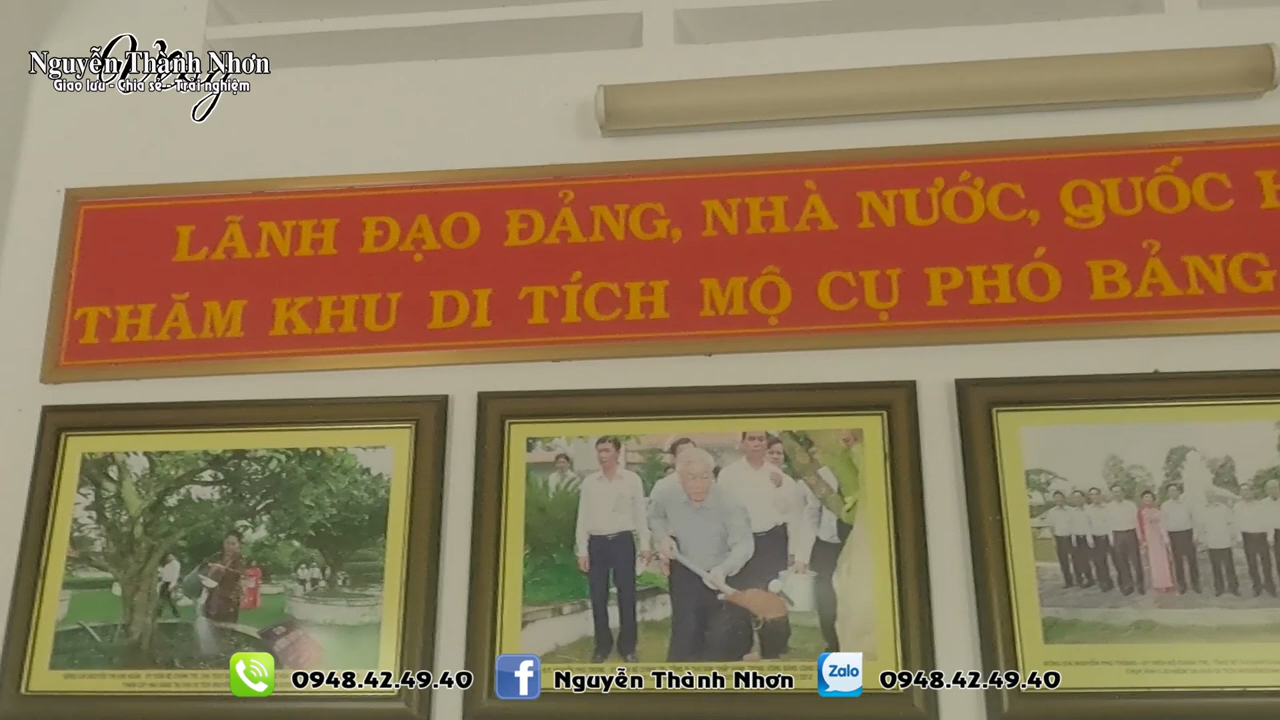 Nguyễn Thành Nhơn
Giao lưu - Chia sẻ - Trải nghiệm
LÃNH ĐẠO ĐẢNG, NHÀ NƯỚC, QUỐC
THĂM KHU DI TÍCH MỘ CỤ PHÓ BẢNG
0948.42.49.40
Nguyễn Thành Nhơn
Zalo
0948.42.49.40